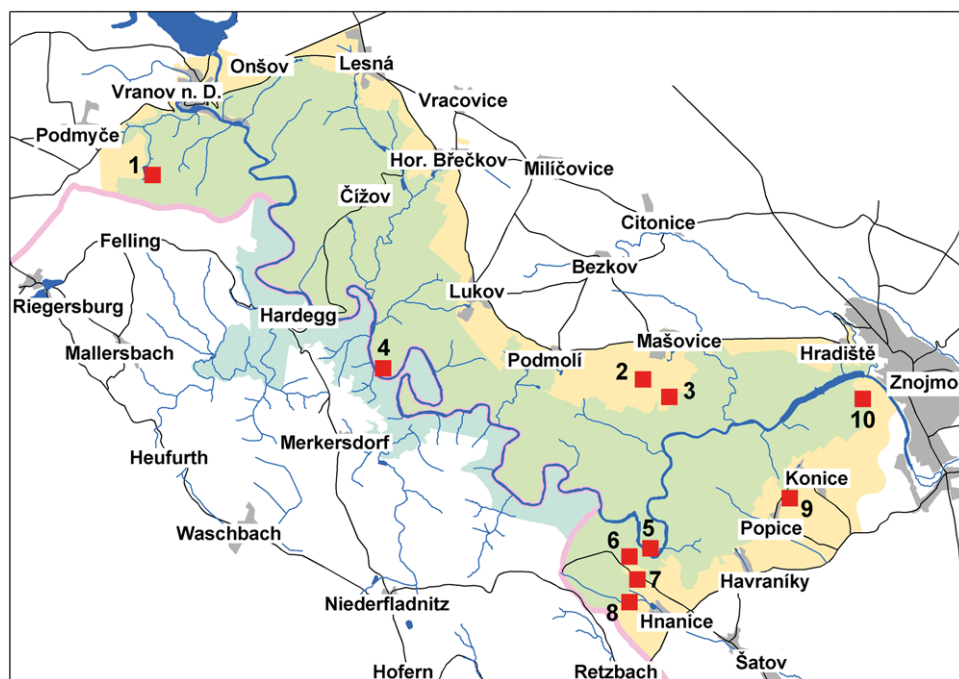 Onšov
Lesná
Vranov n. D.
Vracovice
Podmyče
1
Hor. Břečkov
Milíčovice
Čížov
Citonice
Felling
Bezkov
Riegersburg
Lukov
Hardegg
Mallersbach
Podmolí
Mašovice
Hradiště
4
2
3
Znojmo
10
Merkersdorf
Heufurth
Konice
9
Waschbach
Popice
5
6
7
Havraníky
8
Niederfladnitz
Hnanice
Hofern
Retzbach
Šatov